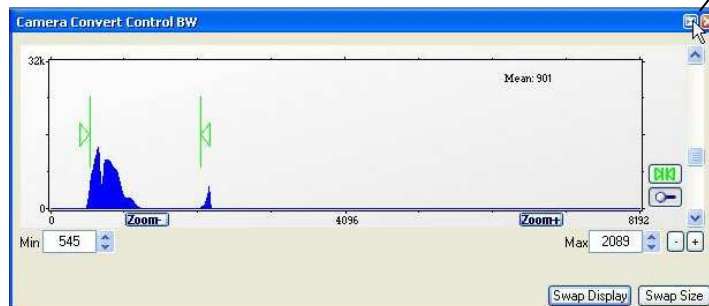 Camera Convert Control BW
32k
Mean: 901
0
0 Zoom- 4096 Zoom+ 8192
Min 545 Max 2089 - +
Swap Display Swap Size